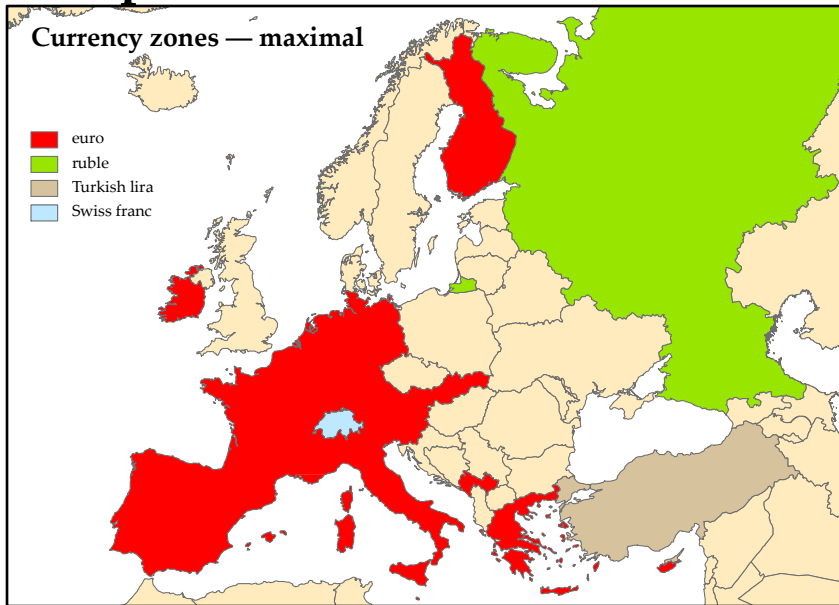 Currency zones — maximal
euro
ruble
Turkish lira
Swiss franc